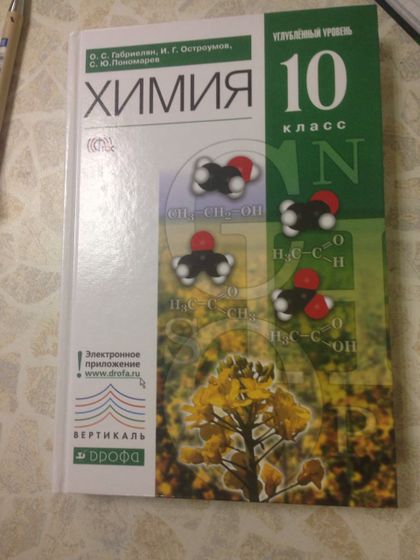 О. С. Габриелян, И. Г. Остроумов,
С. Ю. Пономарев
УГЛУБЛЁННЫЙ УРОВЕНЬ
ХИМИЯ
10
класс
ФГОС
N
CH₃—CH₂—OH
H₃C—C
O
H
H₃C—C
O
CH₃
H₃C—C
O
OH
S
P
! Электронное
приложение
www.drofa.ru
ВЕРТИКАЛЬ
дрофа